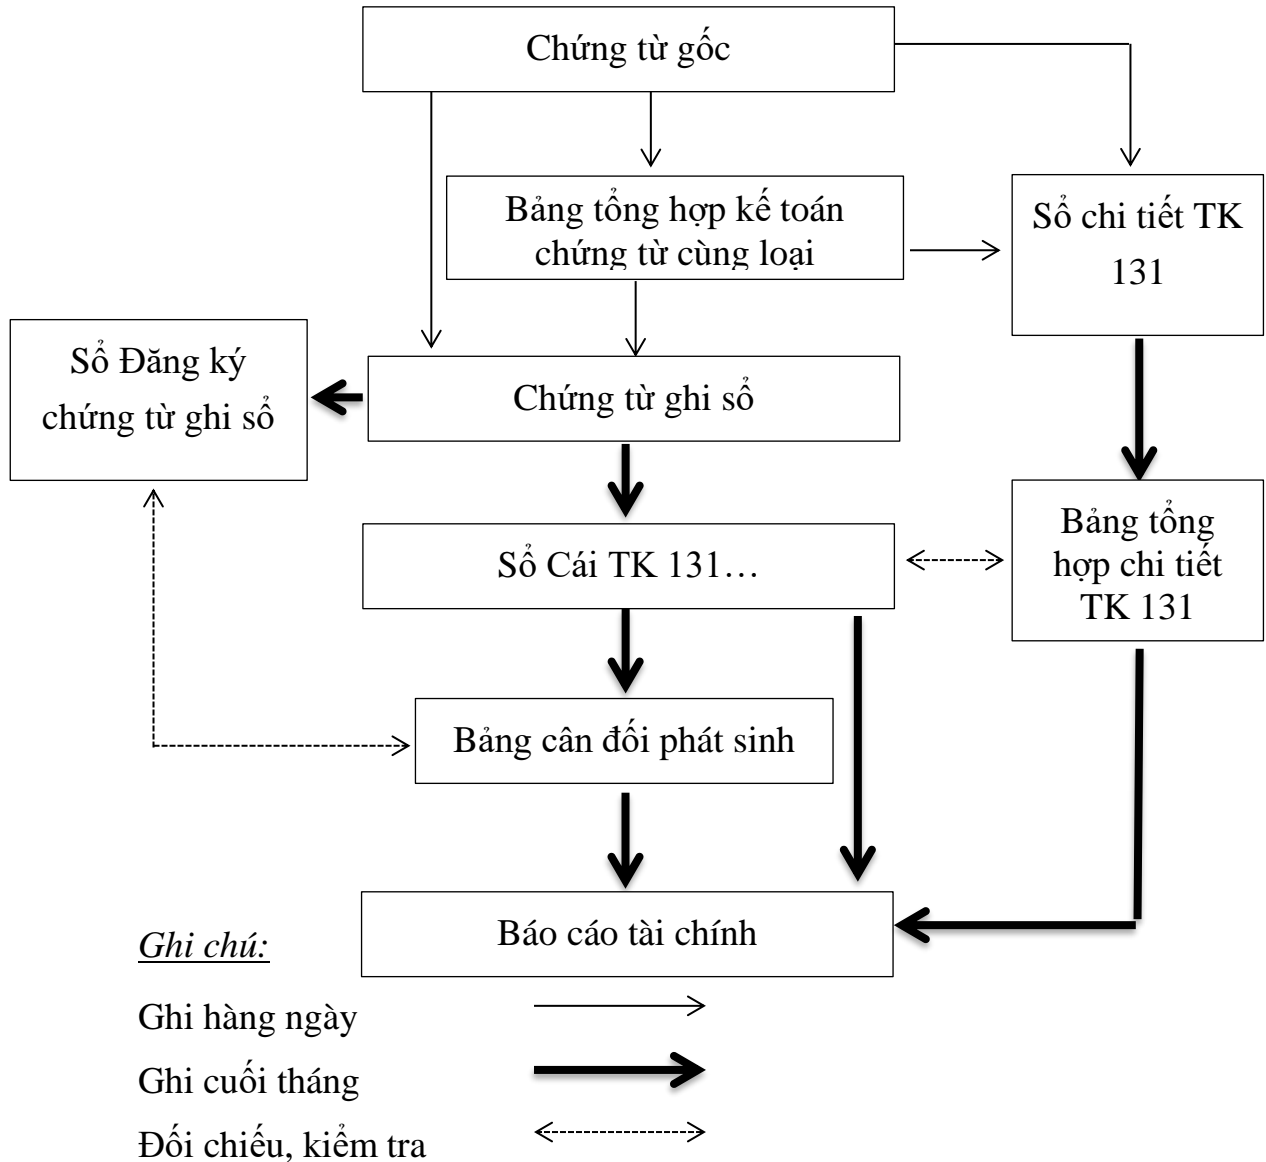 Chứng từ gốc
Bảng tổng hợp kế toán
chứng từ cùng loại
Sổ chi tiết TK
131
Sổ Đăng ký
chứng từ ghi sổ
Chứng từ ghi sổ
Sổ Cái TK 131…
Bảng tổng
hợp chi tiết
TK 131
Bảng cân đối phát sinh
Báo cáo tài chính
Ghi chú:
Ghi hàng ngày
Ghi cuối tháng
Đối chiếu, kiểm tra